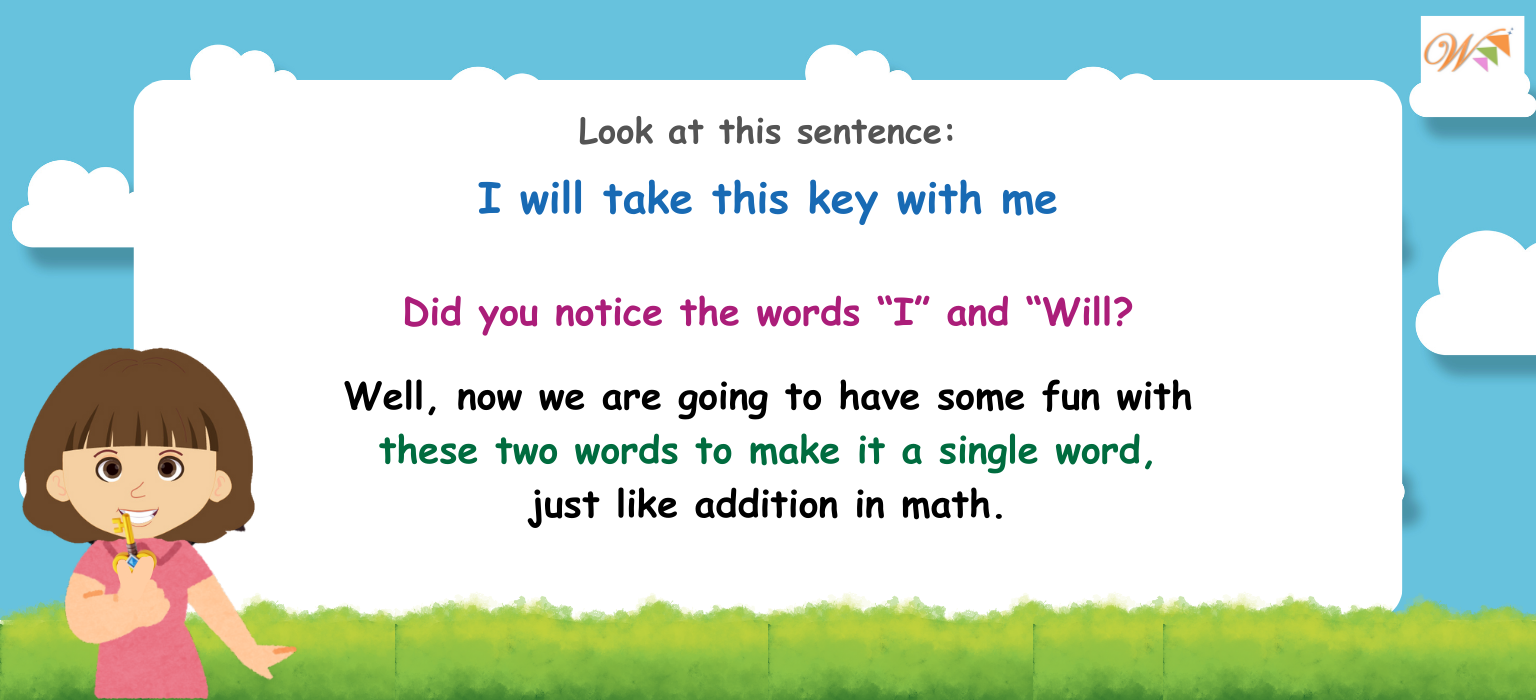 W
Look at this sentence:
I will take this key with me
Did you notice the words “I” and “Will?
Well, now we are going to have some fun with
these two words to make it a single word,
just like addition in math.